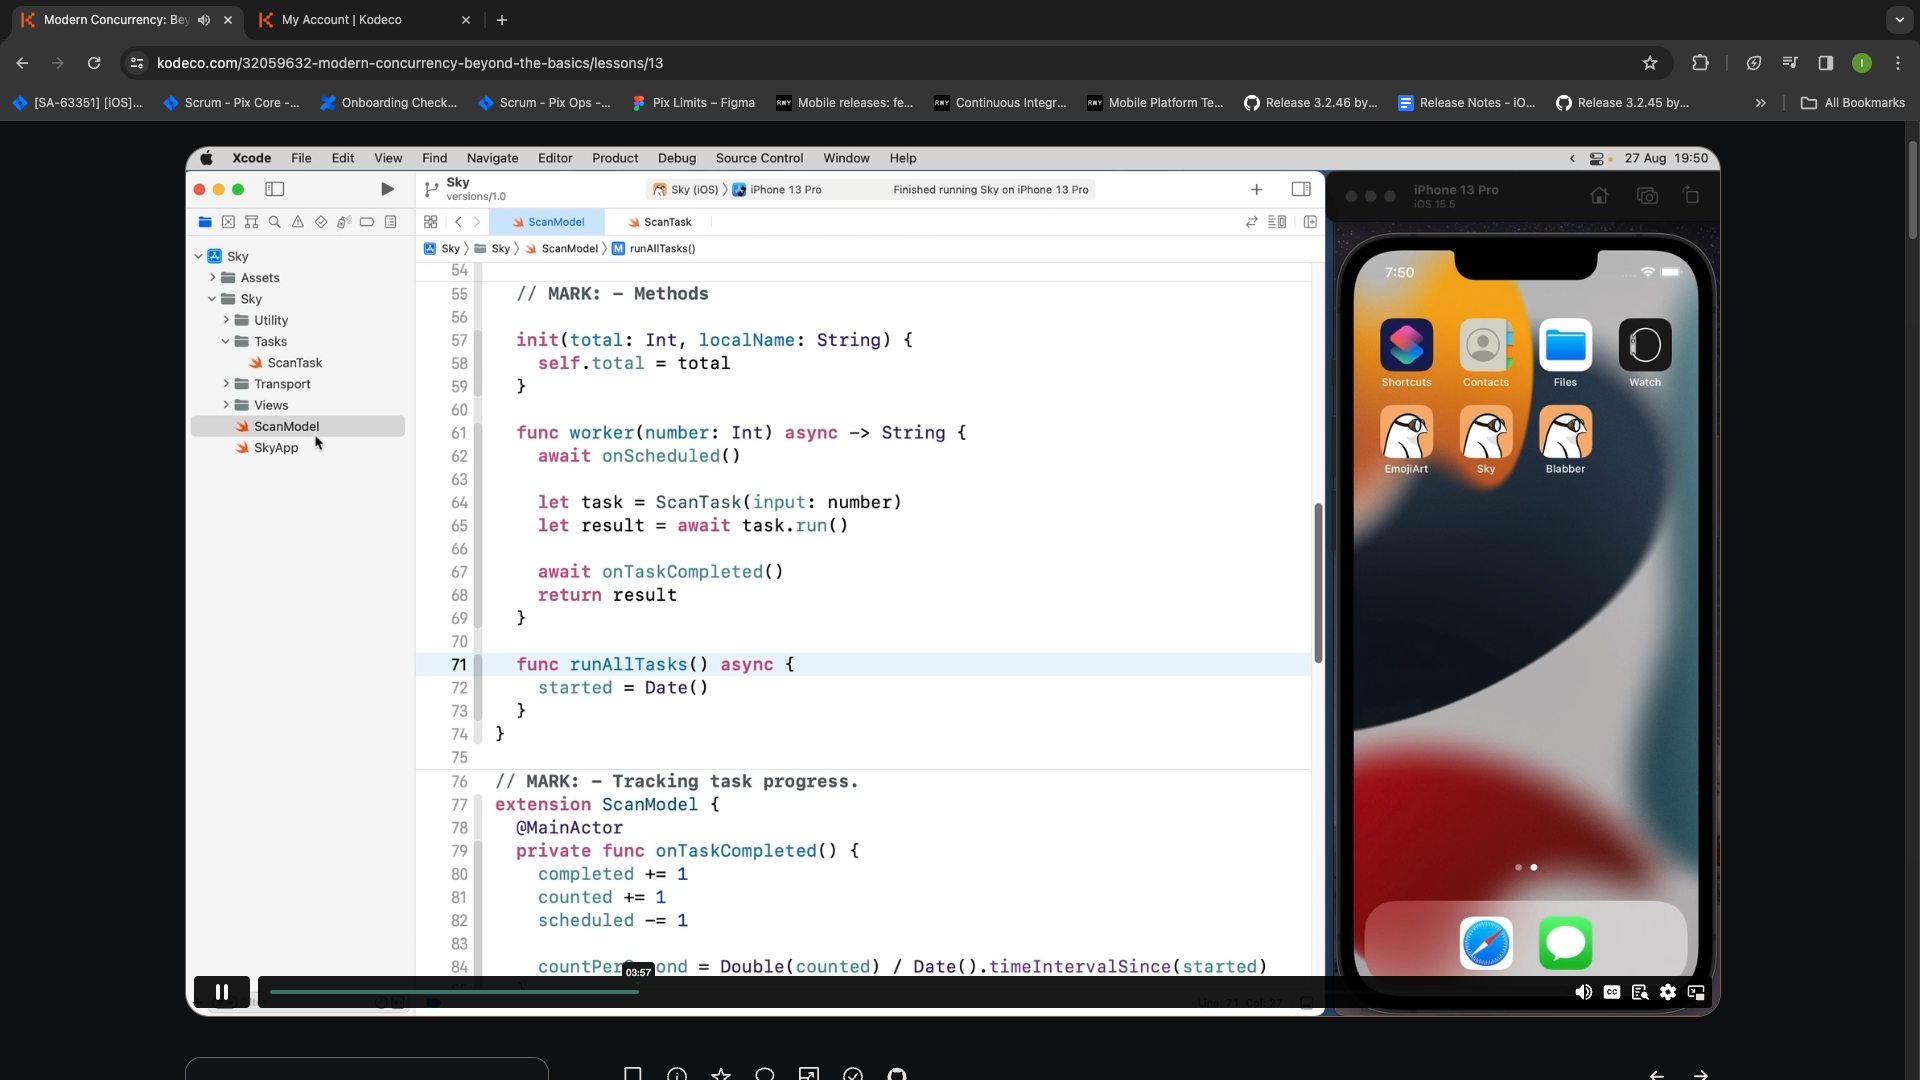 Modern Concurrency: Bey
My Account | Kodeco
kodeco.com/32059632-modern-concurrency-beyond-the-basics/lessons/13
[SA-63351] [iOS]...
Scrum - Pix Core -...
Onboarding Check...
Scrum - Pix Ops -...
Pix Limits – Figma
Mobile releases: fe...
Continuous Integr...
Mobile Platform Te...
Release 3.2.46 by...
Release Notes - iO...
Release 3.2.45 by...
All Bookmarks
Xcode File Edit View Find Navigate Editor Product Debug Source Control Window Help
27 Aug 19:50
Sky
versions/1.0
Sky (iOS) 〉 iPhone 13 Pro
Finished running Sky on iPhone 13 Pro
iPhone 13 Pro
iOS 15.5
ScanModel
ScanTask
Sky 〉 Sky 〉 ScanModel 〉 M runAllTasks()
Sky
Assets
Sky
Utility
Tasks
ScanTask
Transport
Views
ScanModel
SkyApp
54
55 // MARK: - Methods
56
57 init(total: Int, localName: String) {
58 self.total = total
59 }
60
61 func worker(number: Int) async -> String {
62 await onScheduled()
63
64 let task = ScanTask(input: number)
65 let result = await task.run()
66
67 await onTaskCompleted()
68 return result
69 }
70
71 func runAllTasks() async {
72 started = Date()
73 }
74 }
75
76 // MARK: - Tracking task progress.
77 extension ScanModel {
78 @MainActor
79 private func onTaskCompleted() {
80 completed += 1
81 counted += 1
82 scheduled -= 1
83
84 countPer ond = Double(counted) / Date().timeIntervalSince(started)
03:57
Line: 71 Col: 27
7:50
Shortcuts
Contacts
Files
Watch
EmojiArt
Sky
Blabber
CC